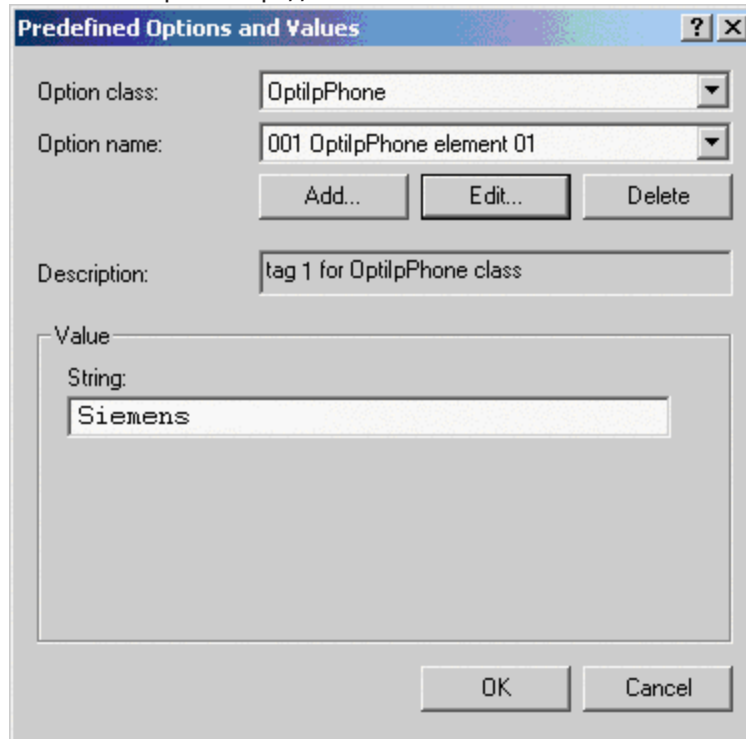 Predefined Options and Values
Option class: OptiIpPhone
Option name: 001 OptiIpPhone element 01
Add... Edit... Delete
Description: tag 1 for OptiIpPhone class
Value
String:
Siemens
OK Cancel